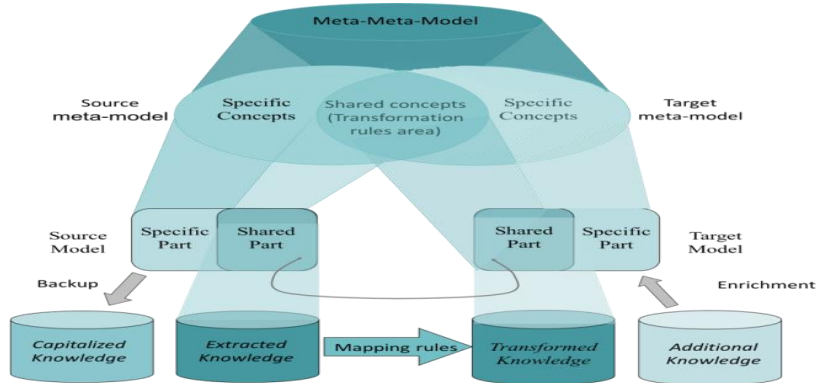 Meta-Meta-Model
Source
meta-model
Specific
Concepts
Shared concepts
(Transformation
rules area)
Specific
Concepts
Target
meta-model
Source
Model
Specific
Part
Shared
Part
Shared
Part
Specific
Part
Target
Model
Backup
Enrichment
Capitalized
Knowledge
Extracted
Knowledge
Mapping rules
Transformed
Knowledge
Additional
Knowledge